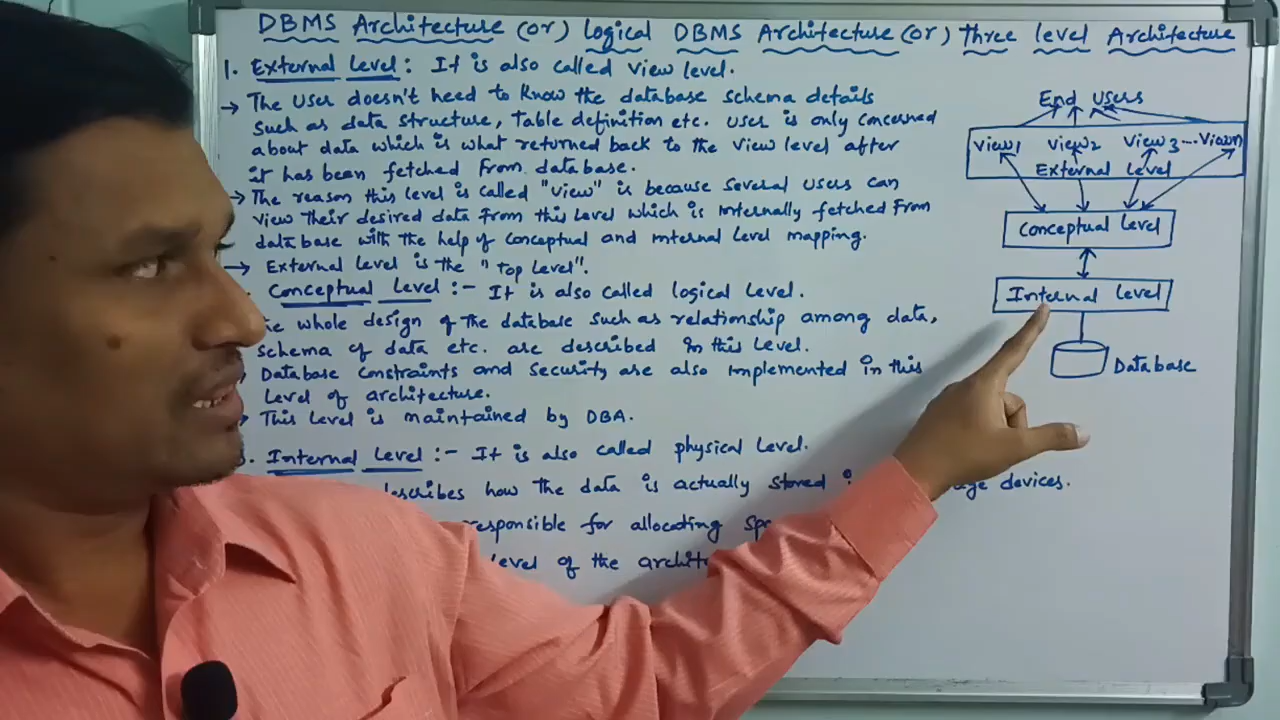 DBMS Architecture (or) Logical DBMS Architecture (or) Three level Architecture
1. External Level: It is also called view level.
→ The user doesn't need to know the database schema details
such as data structure, table definition etc. user is only concerned
about data which is what returned back to the view level after
it has been fetched from database.
→ The reason this level is called "view" is because several users can
view their desired data from this level which is internally fetched from
database with the help of conceptual and internal level mapping.
→ External level is the "top level".
Conceptual Level :- It is also called logical level.
whole design of the database such as relationship among data,
schema of data etc. are described in this level.
Database constraints and security are also implemented in this
level of architecture.
This level is maintained by DBA.
Internal Level :- It is also called physical level.
how the data is actually stored devices.
responsible for allocating
level of the
End users
View1 View2 View3 ---- Viewn
External Level
Conceptual Level
Internal Level
Database